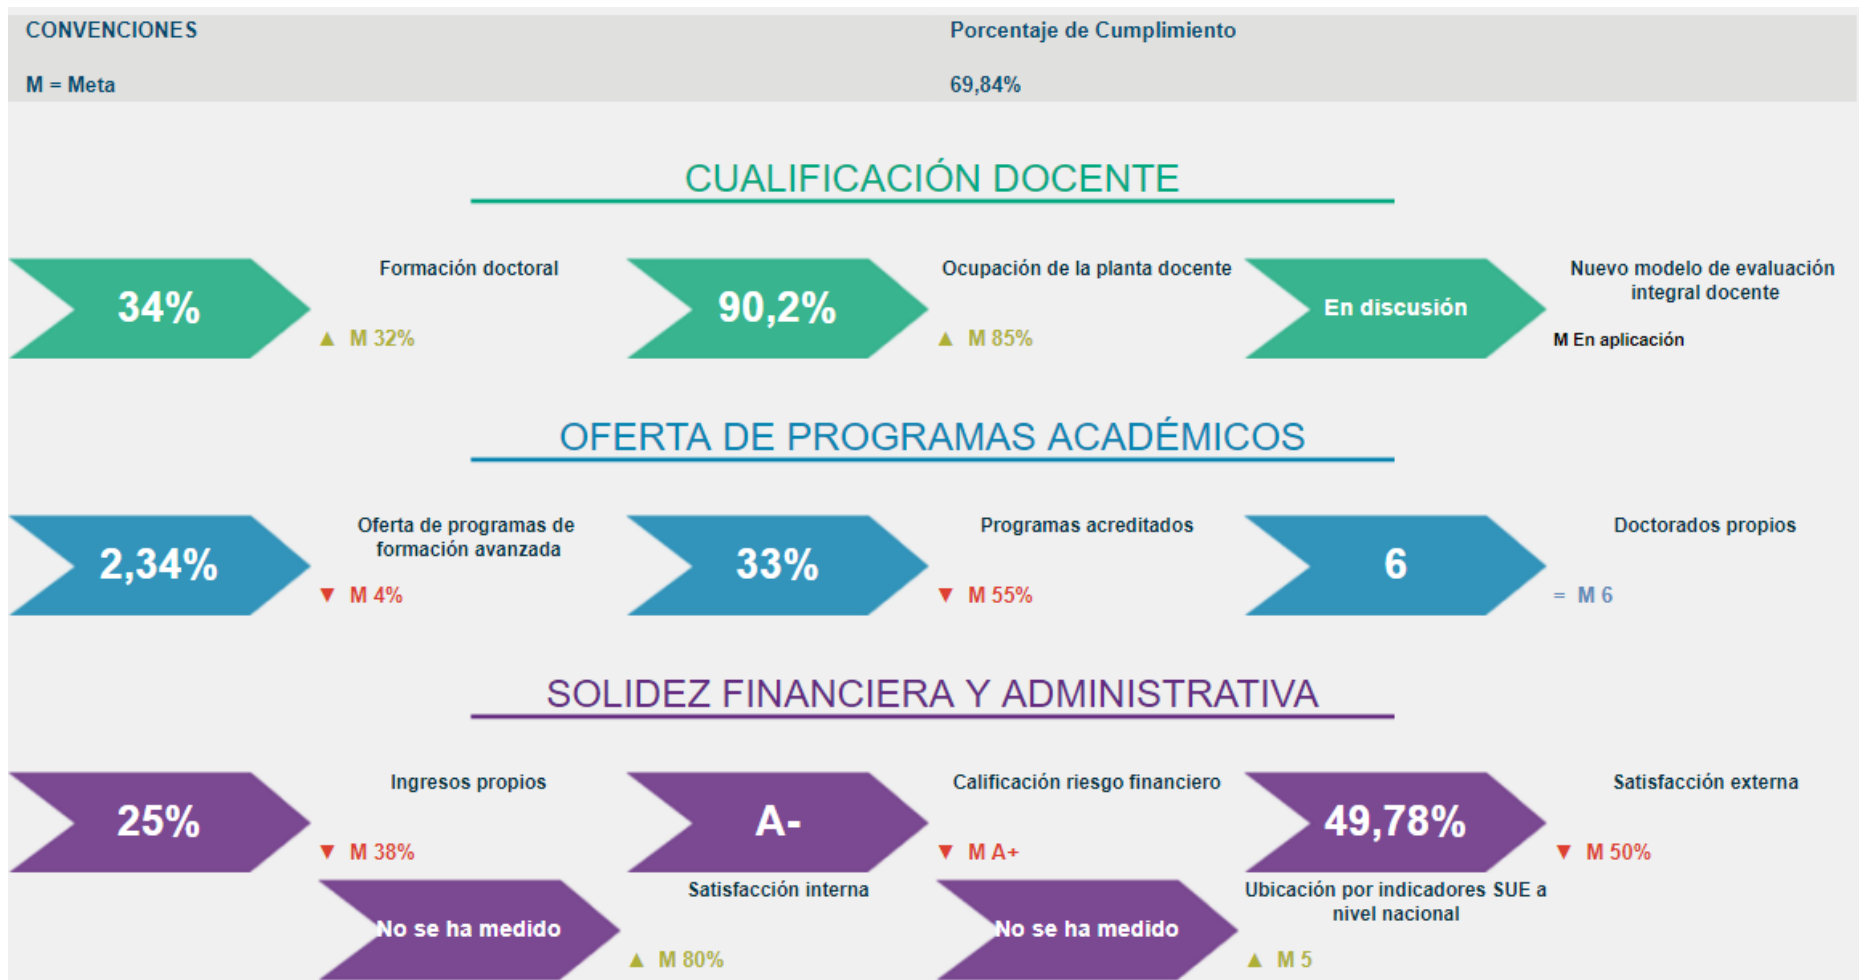 CONVENCIONES
Porcentaje de Cumplimiento
M = Meta
69,84%
CUALIFICACIÓN DOCENTE
34%
Formación doctoral
▲ M 32%
90,2%
Ocupación de la planta docente
▲ M 85%
En discusión
Nuevo modelo de evaluación
integral docente
M En aplicación
OFERTA DE PROGRAMAS ACADÉMICOS
2,34%
Oferta de programas de
formación avanzada
▼ M 4%
33%
Programas acreditados
▼ M 55%
6
Doctorados propios
= M 6
SOLIDEZ FINANCIERA Y ADMINISTRATIVA
25%
Ingresos propios
▼ M 38%
A-
Calificación riesgo financiero
▼ M A+
49,78%
Satisfacción externa
▼ M 50%
No se ha medido
Satisfacción interna
▲ M 80%
No se ha medido
Ubicación por indicadores SUE a
nivel nacional
▲ M 5